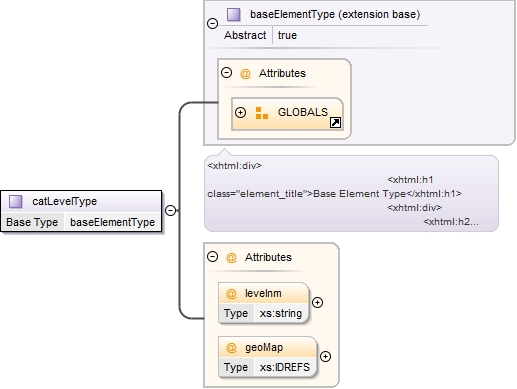 baseElementType (extension base)
Abstract true
@ Attributes
GLOBALS
<xhtml:div>
<xhtml:h1
class="element_title">Base Element Type</xhtml:h1>
<xhtml:div>
<xhtml:h2...
catLevelType
Base Type baseElementType
@ Attributes
@ levelnm
Type xs:string
@ geoMap
Type xs:IDREFS